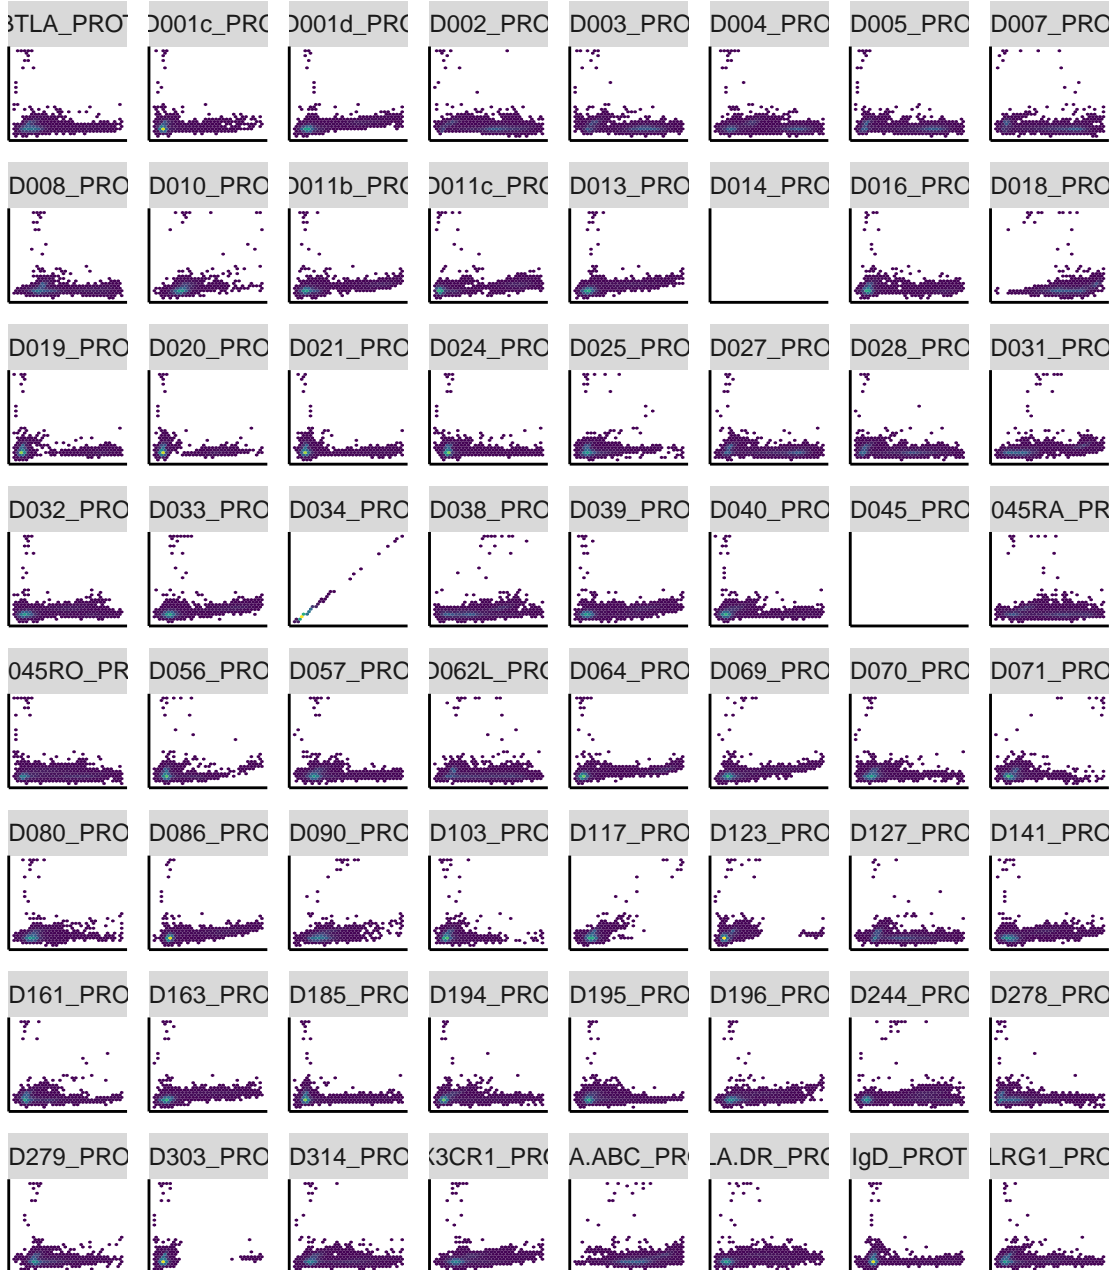 BTLA_PROT D001c_PRO D001d_PRO D002_PRO D003_PRO D004_PRO D005_PRO D007_PRO
D008_PRO D010_PRO D011b_PRO D011c_PRO D013_PRO D014_PRO D016_PRO D018_PRO
D019_PRO D020_PRO D021_PRO D024_PRO D025_PRO D027_PRO D028_PRO D031_PRO
D032_PRO D033_PRO D034_PRO D038_PRO D039_PRO D040_PRO D045_PRO 045RA_PR
045RO_PR D056_PRO D057_PRO D062L_PRO D064_PRO D069_PRO D070_PRO D071_PRO
D080_PRO D086_PRO D090_PRO D103_PRO D117_PRO D123_PRO D127_PRO D141_PRO
D161_PRO D163_PRO D185_PRO D194_PRO D195_PRO D196_PRO D244_PRO D278_PRO
D279_PRO D303_PRO D314_PRO X3CR1_PRO A.ABC_PRO LA.DR_PRO IgD_PROT LRG1_PRO